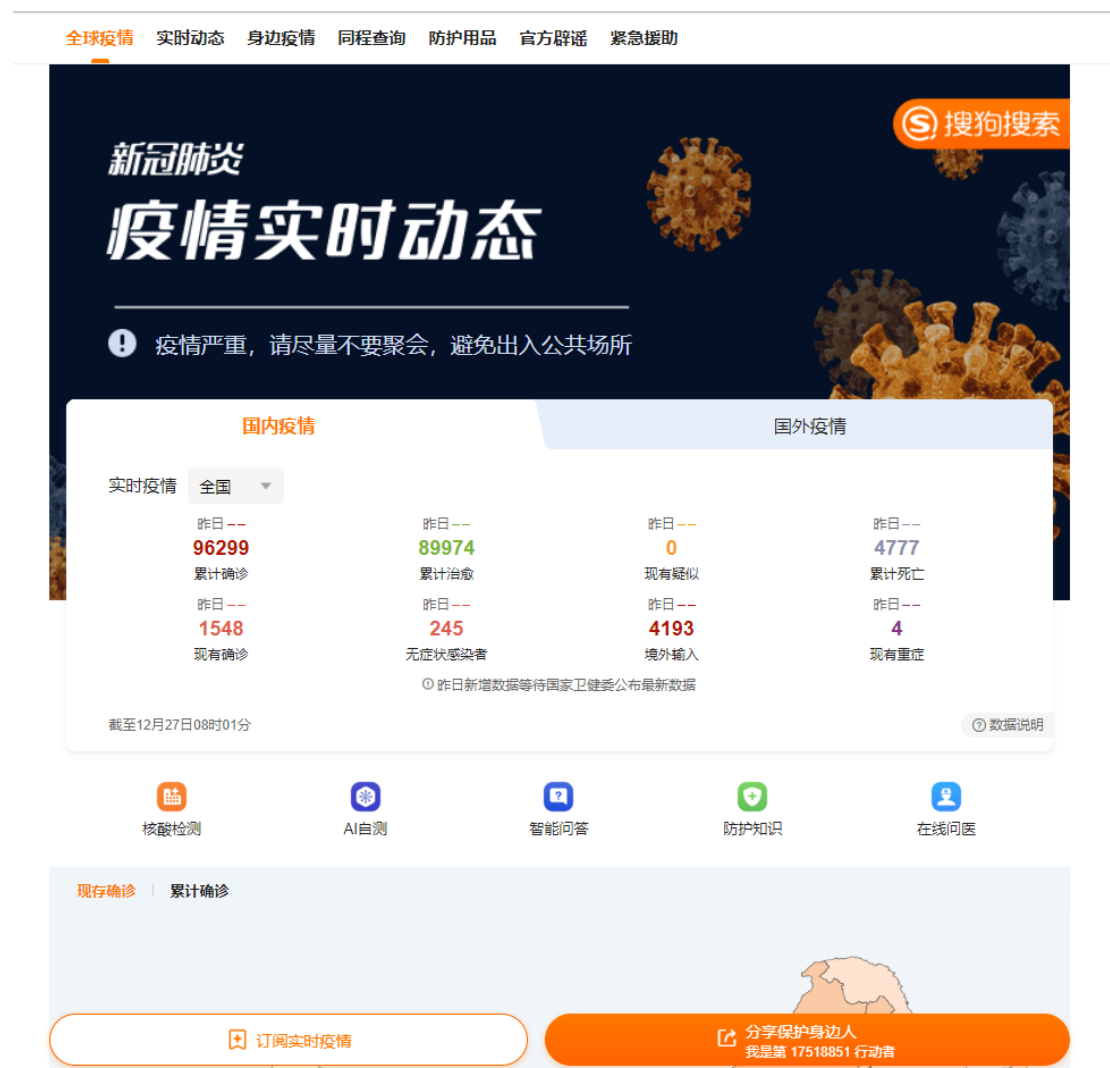 全球疫情 实时动态 身边疫情 同程查询 防护用品 官方辟谣 紧急援助
搜狗搜索
新冠肺炎
疫情实时动态
疫情严重，请尽量不要聚会，避免出入公共场所
国内疫情 国外疫情
实时疫情 全国
昨日-- 昨日-- 昨日-- 昨日--
96299 89974 0 4777
累计确诊 累计治愈 现有疑似 累计死亡
昨日-- 昨日-- 昨日-- 昨日--
1548 245 4193 4
现有确诊 无症状感染者 境外输入 现有重症
昨日新增数据等待国家卫健委公布最新数据
截至12月27日08时01分 数据说明
核酸检测 AI自测 智能问答 防护知识 在线问医
现存确诊 累计确诊
订阅实时疫情
分享保护身边人
我是第 17518851 行动者